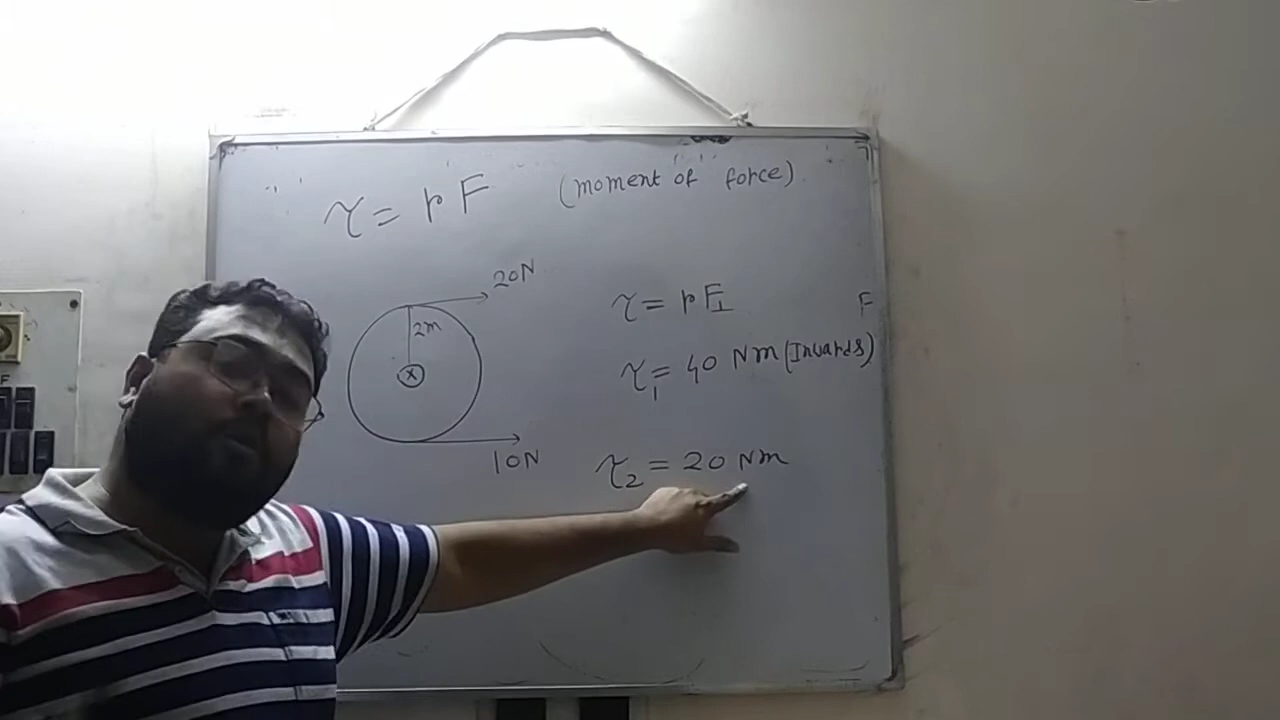 τ = r F (moment of force)
20N
2m
x
10N
τ = r F⊥
F
τ₁ = 40 Nm (Inwards)
τ₂ = 20 Nm